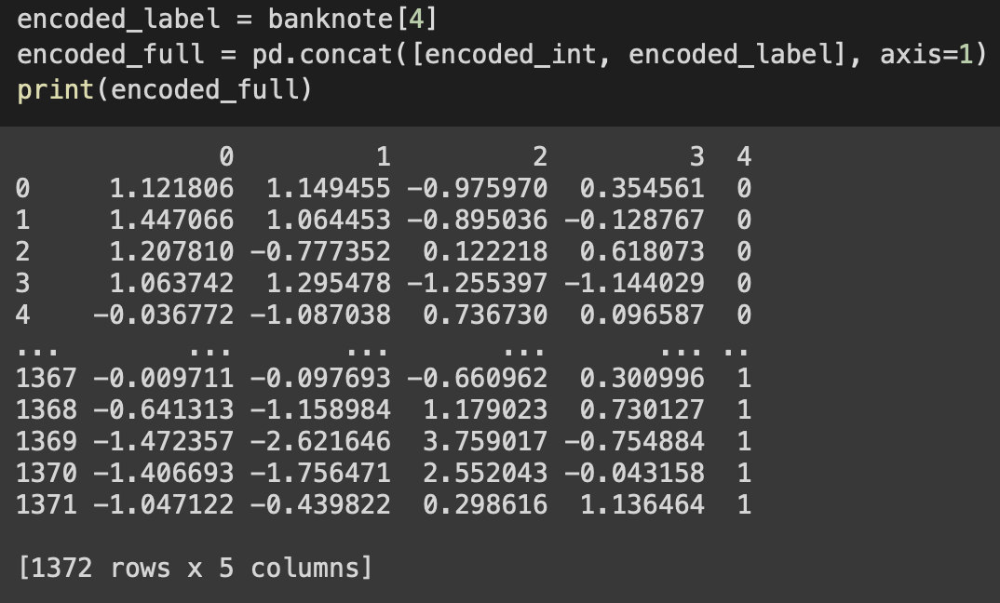 encoded_label = banknote[4]
encoded_full = pd.concat([encoded_int, encoded_label], axis=1)
print(encoded_full)
             0         1         2         3  4
0     1.121806  1.149455 −0.975970  0.354561  0
1     1.447066  1.064453 −0.895036 −0.128767  0
2     1.207810 −0.777352  0.122218  0.618073  0
3     1.063742  1.295478 −1.255397 −1.144029  0
4    −0.036772 −1.087038  0.736730  0.096587  0
...        ...       ...       ...       ... ..
1367 −0.009711 −0.097693 −0.660962  0.300996  1
1368 −0.641313 −1.158984  1.179023  0.730127  1
1369 −1.472357 −2.621646  3.759017 −0.754884  1
1370 −1.406693 −1.756471  2.552043 −0.043158  1
1371 −1.047122 −0.439822  0.298616  1.136464  1
[1372 rows x 5 columns]